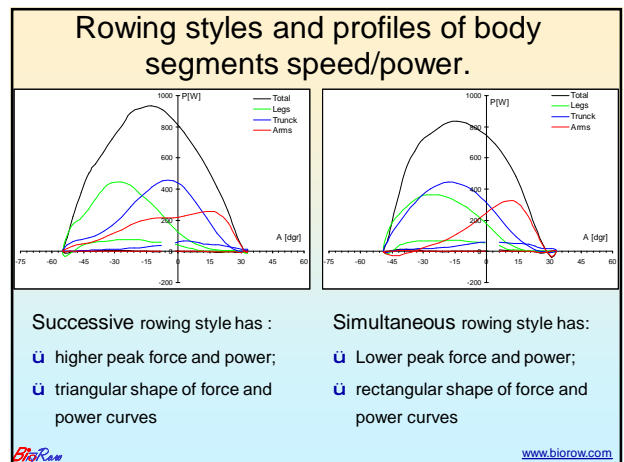 Rowing styles and profiles of body
segments speed/power.
1000
P[W]
Total
Legs
Trunck
Arms
800
600
400
200
A [dgr]
-75 -60 -45 -30 -15 0 15 30 45 60
-200
1000
P[W]
Total
Legs
Trunck
Arms
800
600
400
200
A [dgr]
-75 -60 -45 -30 -15 0 15 30 45 60
-200
Successive rowing style has :
ü higher peak force and power;
ü triangular shape of force and
power curves
Simultaneous rowing style has:
ü Lower peak force and power;
ü rectangular shape of force and
power curves
BioRow
www.biorow.com